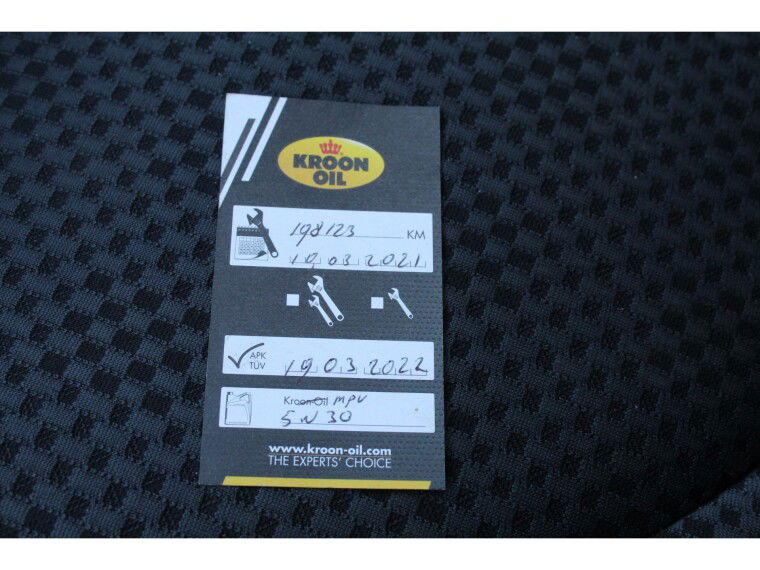 KROON
OIL
198123 KM
19 03 2021
APK
TÜV
19 03 2022
Kroon-Oil MPV
5W30
www.kroon-oil.com
THE EXPERTS' CHOICE